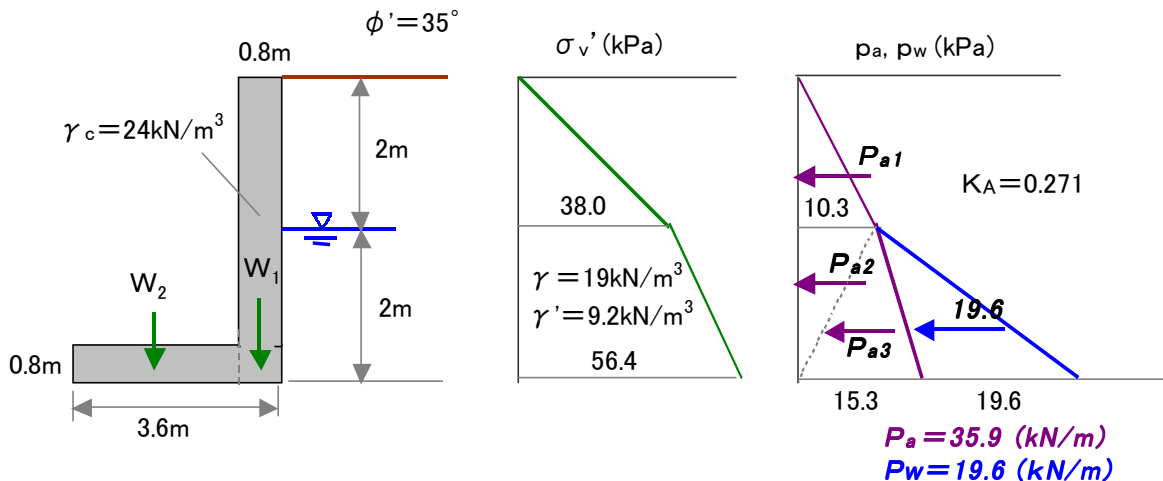 φ'=35°
0.8m
γc=24kN/m³
2m
W₁
W₂
2m
0.8m
3.6m
σv' (kPa)
38.0
γ=19kN/m³
γ'=9.2kN/m³
56.4
pa, pw (kPa)
Pa1
KA=0.271
10.3
Pa2
19.6
Pa3
15.3
19.6
Pa=35.9 (kN/m)
Pw=19.6 (kN/m)